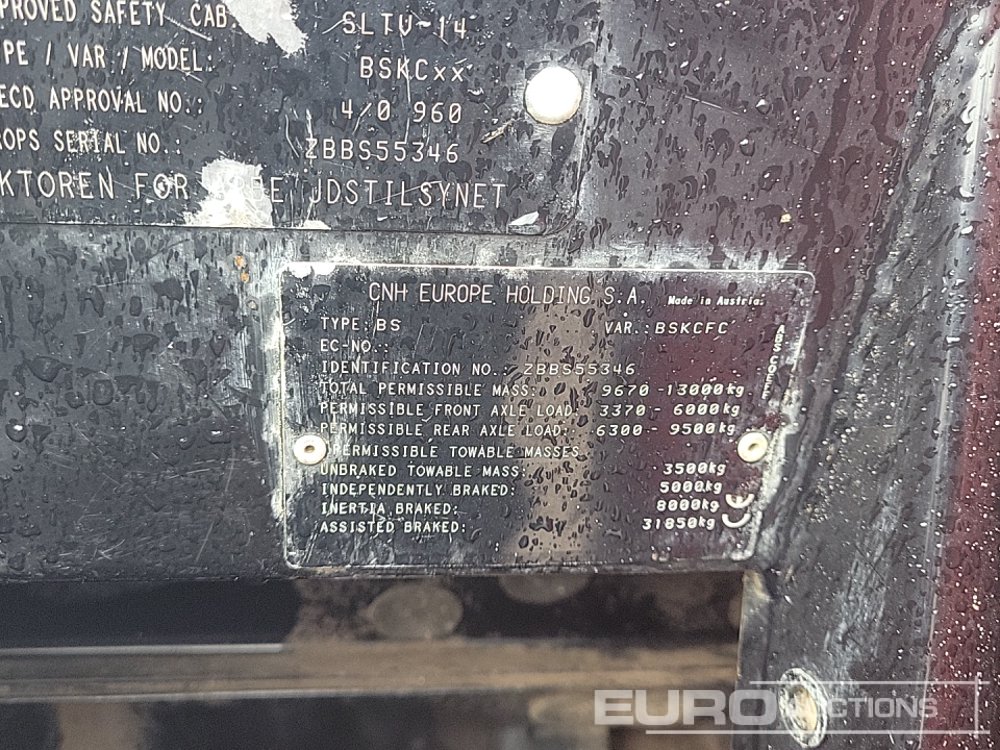 PROVED SAFETY CAB: SLTV-14
PE / VAR / MODEL: BSKCxx
ECD APPROVAL NO.: 4/0 960
ROPS SERIAL NO.: ZBBS55346
KTOREN FOR JDSTILSYNET
CNH EUROPE HOLDING S.A. Made in Austria
TYPE: BS VAR.: BSKCFC
EC-NO.:
IDENTIFICATION NO.: ZBBS55346
TOTAL PERMISSIBLE MASS: 9670 - 13000kg
PERMISSIBLE FRONT AXLE LOAD: 3370 - 6000kg
PERMISSIBLE REAR AXLE LOAD: 6300 - 9500kg
PERMISSIBLE TOWABLE MASSES
UNBRAKED TOWABLE MASS: 3500kg
INDEPENDENTLY BRAKED: 5000kg
INERTIA BRAKED: 8000kg
ASSISTED BRAKED: 31850kg
CE
EUROAUCTIONS